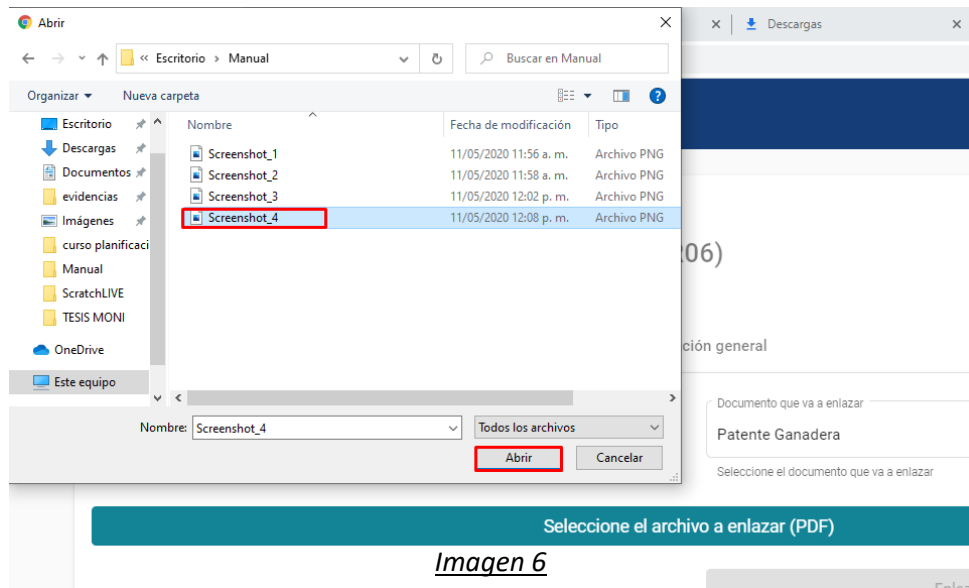 Abrir
Descargas
« Escritorio › Manual
Buscar en Manual
Organizar
Nueva carpeta
Nombre
Fecha de modificación
Tipo
Escritorio
Descargas
Documentos
evidencias
Imágenes
curso planificaci
Manual
ScratchLIVE
TESIS MONI
OneDrive
Este equipo
Screenshot_1 11/05/2020 11:56 a. m. Archivo PNG
Screenshot_2 11/05/2020 11:58 a. m. Archivo PNG
Screenshot_3 11/05/2020 12:02 p. m. Archivo PNG
Screenshot_4 11/05/2020 12:08 p. m. Archivo PNG
Nombre: Screenshot_4
Todos los archivos
Abrir
Cancelar
06)
ción general
Documento que va a enlazar
Patente Ganadera
Seleccione el documento que va a enlazar
Seleccione el archivo a enlazar (PDF)
Imagen 6